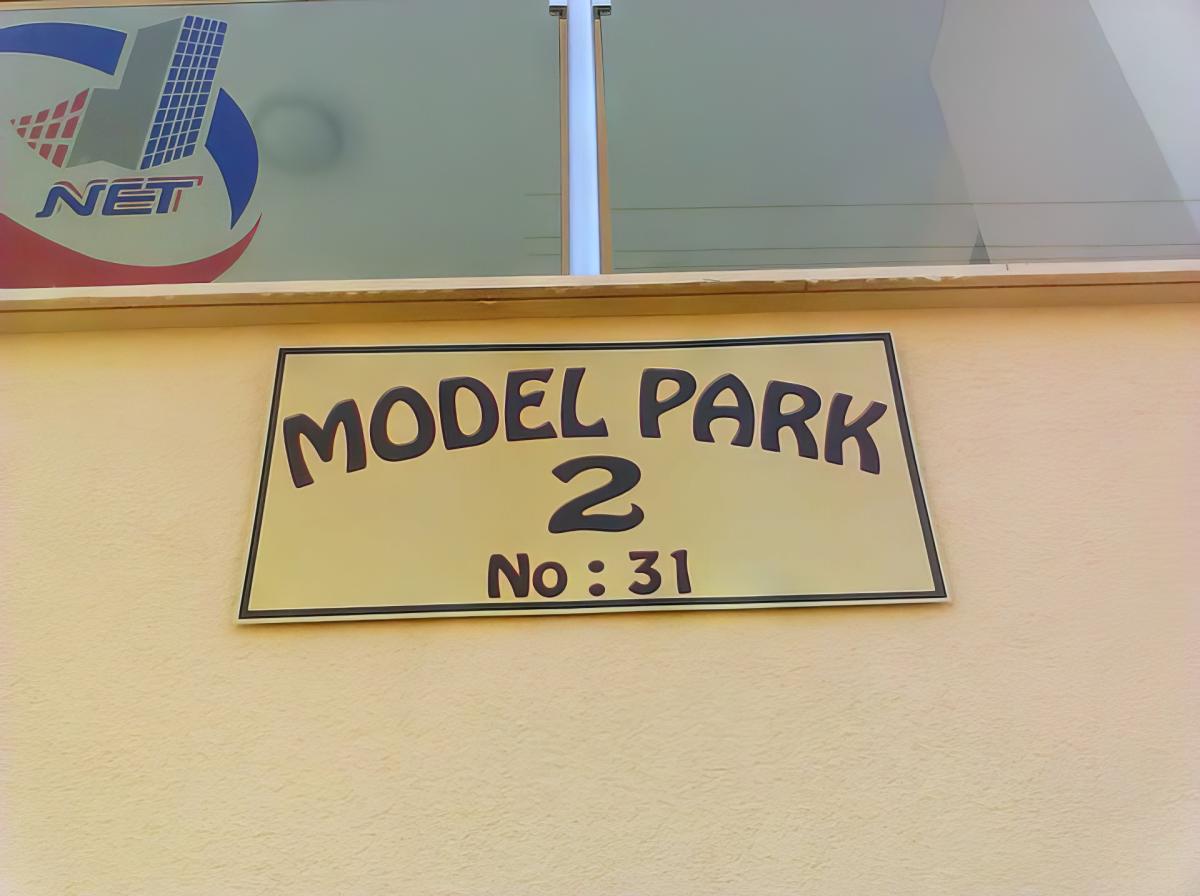 NET
MODEL PARK
2
No : 31